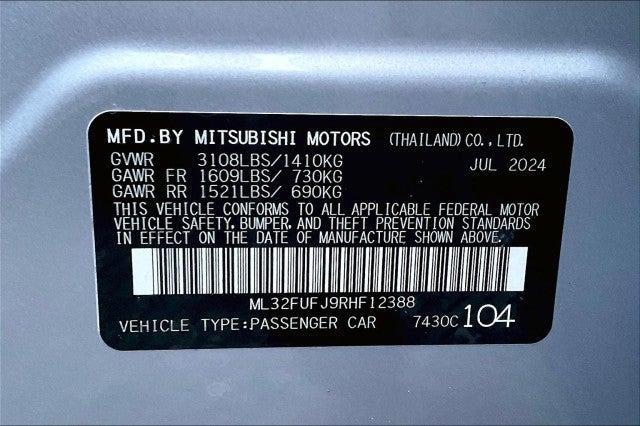 MFD.BY MITSUBISHI MOTORS (THAILAND) CO., LTD.
GVWR 3108LBS/1410KG JUL 2024
GAWR FR 1609LBS/ 730KG
GAWR RR 1521LBS/ 690KG
THIS VEHICLE CONFORMS TO ALL APPLICABLE FEDERAL MOTOR
VEHICLE SAFETY, BUMPER, AND THEFT PREVENTION STANDARDS
IN EFFECT ON THE DATE OF MANUFACTURE SHOWN ABOVE.
ML32FUFJ9RHF12388
VEHICLE TYPE:PASSENGER CAR 7430C 104